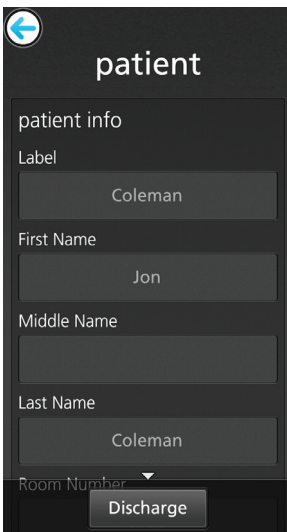 patient
patient info
Label
Coleman
First Name
Jon
Middle Name
Last Name
Coleman
Room Number
Discharge